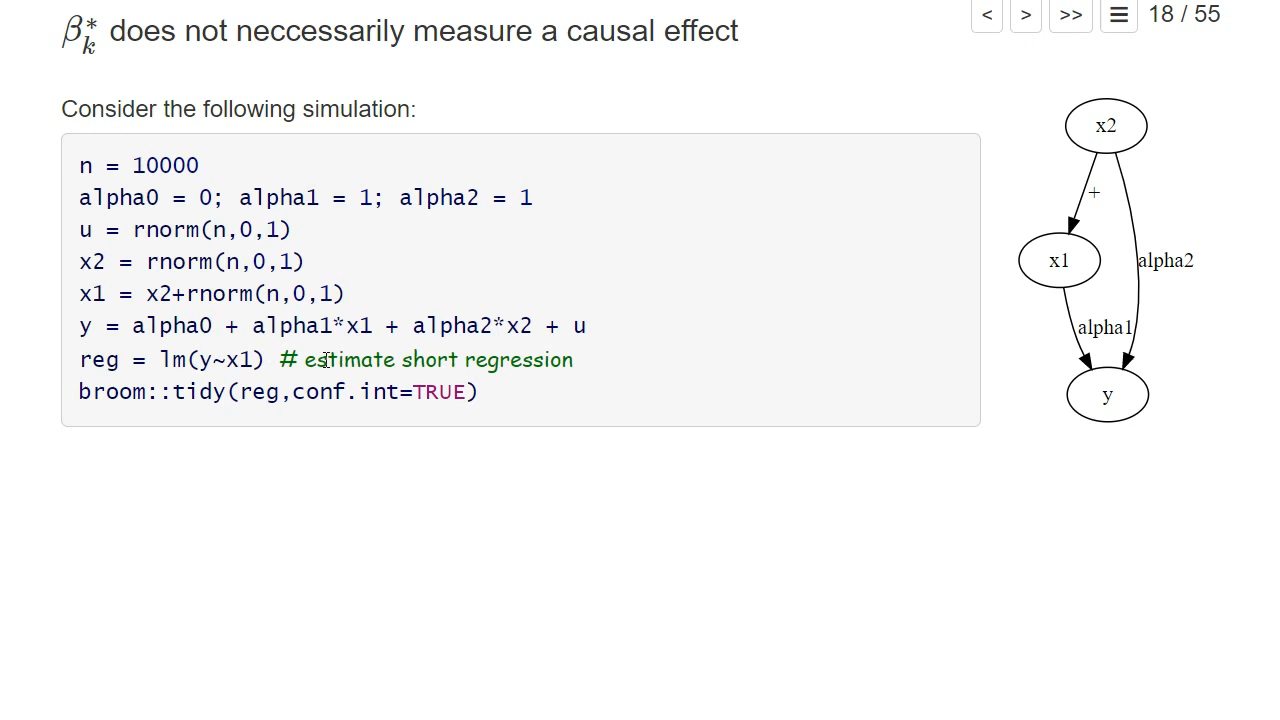 β*k does not neccessarily measure a causal effect
< > >> ☰ 18 / 55
Consider the following simulation:
n = 10000
alpha0 = 0; alpha1 = 1; alpha2 = 1
u = rnorm(n,0,1)
x2 = rnorm(n,0,1)
x1 = x2+rnorm(n,0,1)
y = alpha0 + alpha1*x1 + alpha2*x2 + u
reg = lm(y~x1) # estimate short regression
broom::tidy(reg,conf.int=TRUE)
x2
+
x1
alpha2
alpha1
y